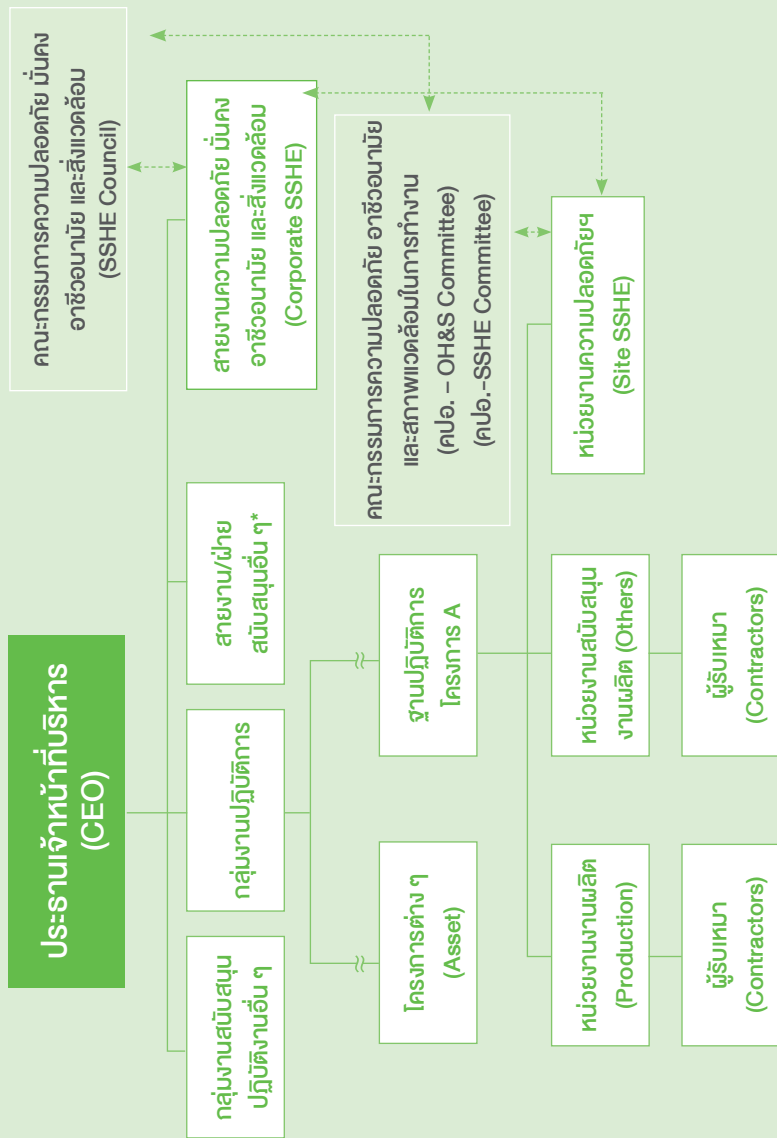 ประธานเจ้าหน้าที่บริหาร
(CEO)
คณะกรรมการความปลอดภัย มั่นคง
อาชีวอนามัย และสิ่งแวดล้อม
(SSHE Council)
กลุ่มงานสนับสนุน
ปฏิบัติงานอื่น ๆ
กลุ่มงานปฏิบัติการ
สายงาน/ฝ่าย
สนับสนุนอื่น ๆ*
สายงานความปลอดภัย มั่นคง
อาชีวอนามัย และสิ่งแวดล้อม
(Corporate SSHE)
โครงการต่าง ๆ
(Asset)
ฐานปฏิบัติการ
โครงการ A
คณะกรรมการความปลอดภัย อาชีวอนามัย
และสภาพแวดล้อมในการทำงาน
(คปอ. – OH&S Committee)
(คปอ.-SSHE Committee)
หน่วยงานงานผลิต
(Production)
หน่วยงานสนับสนุน
งานผลิต (Others)
หน่วยงานความปลอดภัยฯ
(Site SSHE)
ผู้รับเหมา
(Contractors)
ผู้รับเหมา
(Contractors)